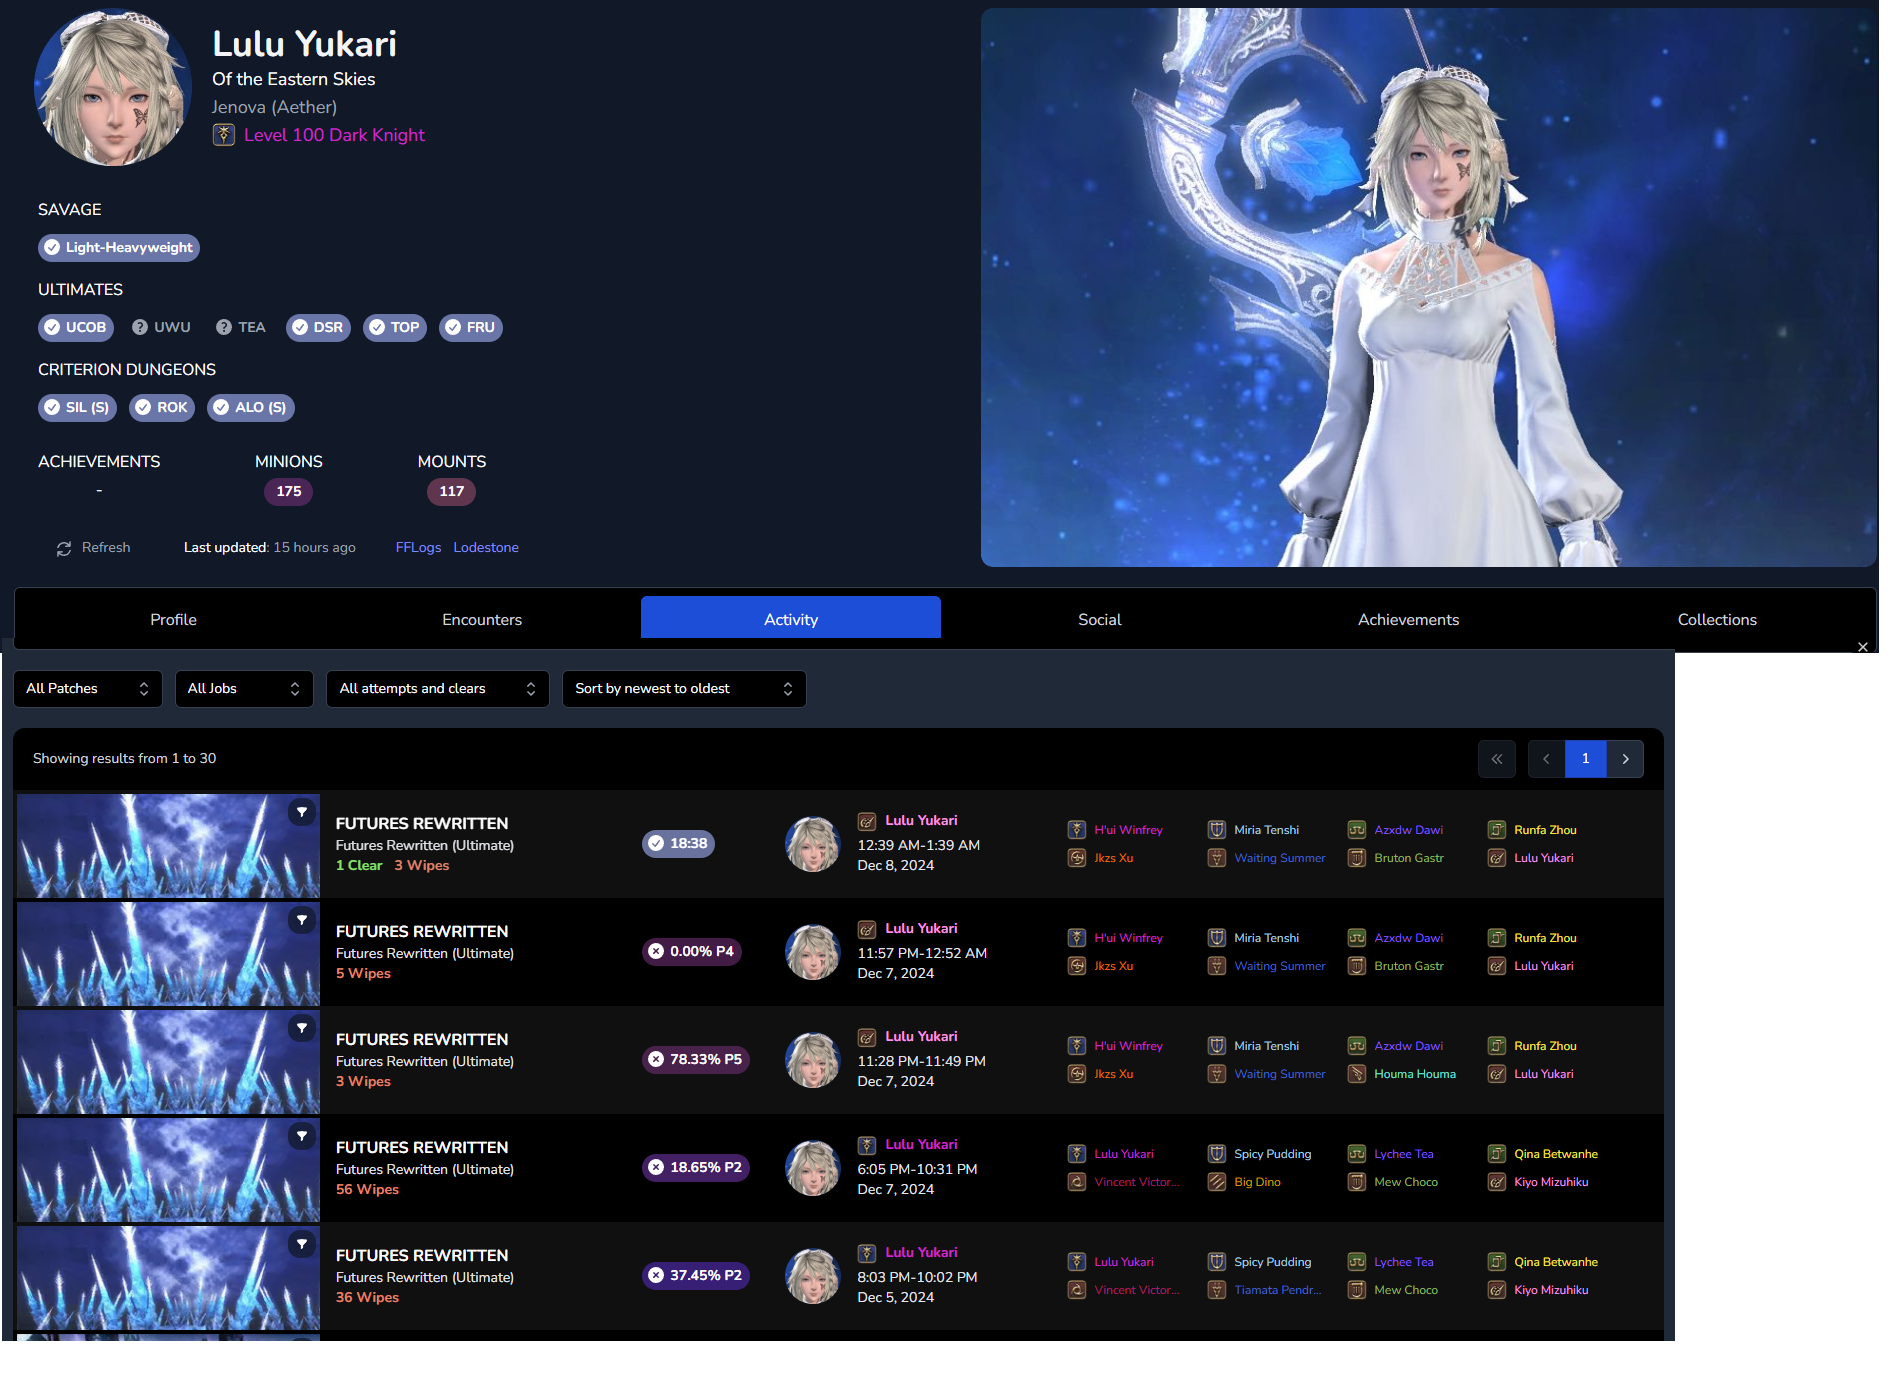 Lulu Yukari
Of the Eastern Skies
Jenova (Aether)
Level 100 Dark Knight
SAVAGE
Light-Heavyweight
ULTIMATES
UCOB ? UWU ? TEA DSR TOP FRU
CRITERION DUNGEONS
SIL (S) ROK ALO (S)
ACHIEVEMENTS MINIONS MOUNTS
- 175 117
Refresh Last updated: 15 hours ago FFLogs Lodestone
Profile Encounters Activity Social Achievements Collections
All Patches All Jobs All attempts and clears Sort by newest to oldest
Showing results from 1 to 30 1
FUTURES REWRITTEN
Futures Rewritten (Ultimate)
1 Clear 3 Wipes
18:38
Lulu Yukari
12:39 AM-1:39 AM
Dec 8, 2024
H'ui Winfrey Miria Tenshi Azxdw Dawi Runfa Zhou
Jkzs Xu Waiting Summer Bruton Gastr Lulu Yukari
FUTURES REWRITTEN
Futures Rewritten (Ultimate)
5 Wipes
0.00% P4
Lulu Yukari
11:57 PM-12:52 AM
Dec 7, 2024
H'ui Winfrey Miria Tenshi Azxdw Dawi Runfa Zhou
Jkzs Xu Waiting Summer Bruton Gastr Lulu Yukari
FUTURES REWRITTEN
Futures Rewritten (Ultimate)
3 Wipes
78.33% P5
Lulu Yukari
11:28 PM-11:49 PM
Dec 7, 2024
H'ui Winfrey Miria Tenshi Azxdw Dawi Runfa Zhou
Jkzs Xu Waiting Summer Houma Houma Lulu Yukari
FUTURES REWRITTEN
Futures Rewritten (Ultimate)
56 Wipes
18.65% P2
Lulu Yukari
6:05 PM-10:31 PM
Dec 7, 2024
Lulu Yukari Spicy Pudding Lychee Tea Qina Betwanhe
Vincent Victor... Big Dino Mew Choco Kiyo Mizuhiku
FUTURES REWRITTEN
Futures Rewritten (Ultimate)
36 Wipes
37.45% P2
Lulu Yukari
8:03 PM-10:02 PM
Dec 5, 2024
Lulu Yukari Spicy Pudding Lychee Tea Qina Betwanhe
Vincent Victor... Tiamata Pendr... Mew Choco Kiyo Mizuhiku